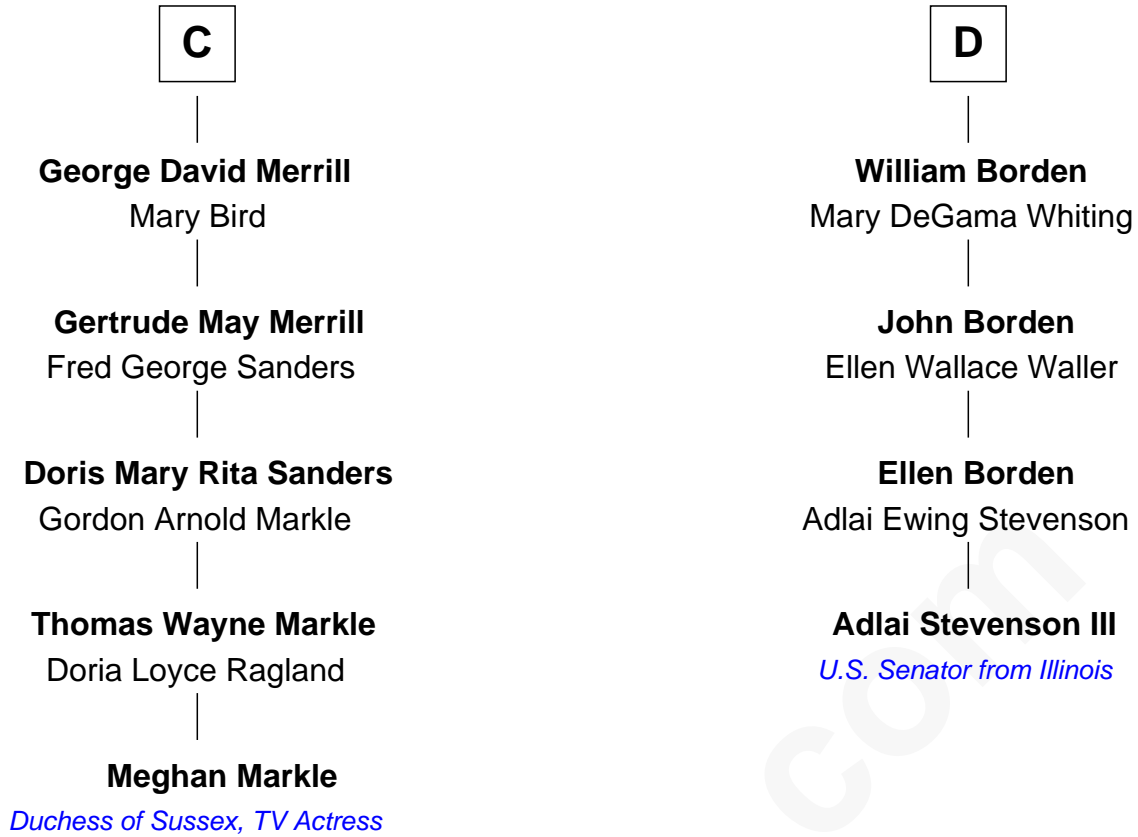 C
George David Merrill
Mary Bird
Gertrude May Merrill
Fred George Sanders
Doris Mary Rita Sanders
Gordon Arnold Markle
Thomas Wayne Markle
Doria Loyce Ragland
Meghan Markle
Duchess of Sussex, TV Actress
D
William Borden
Mary DeGama Whiting
John Borden
Ellen Wallace Waller
Ellen Borden
Adlai Ewing Stevenson
Adlai Stevenson III
U.S. Senator from Illinois
com